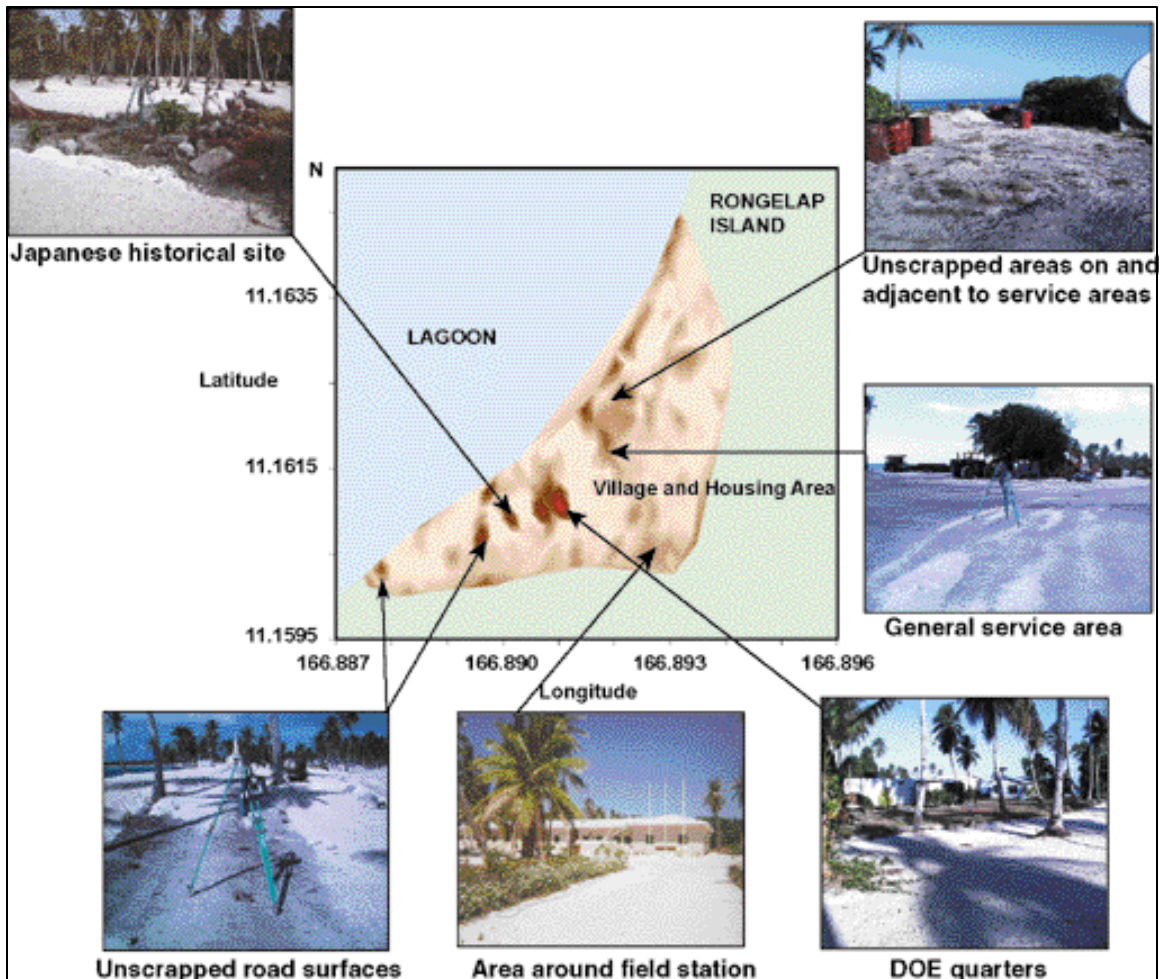 N
RONGELAP
ISLAND
Japanese historical site
Unscrapped areas on and
adjacent to service areas
11.1635
LAGOON
Latitude
11.1615
Village and Housing Area
General service area
11.1595
166.887
166.890
166.893
166.896
Longitude
Unscrapped road surfaces
Area around field station
DOE quarters